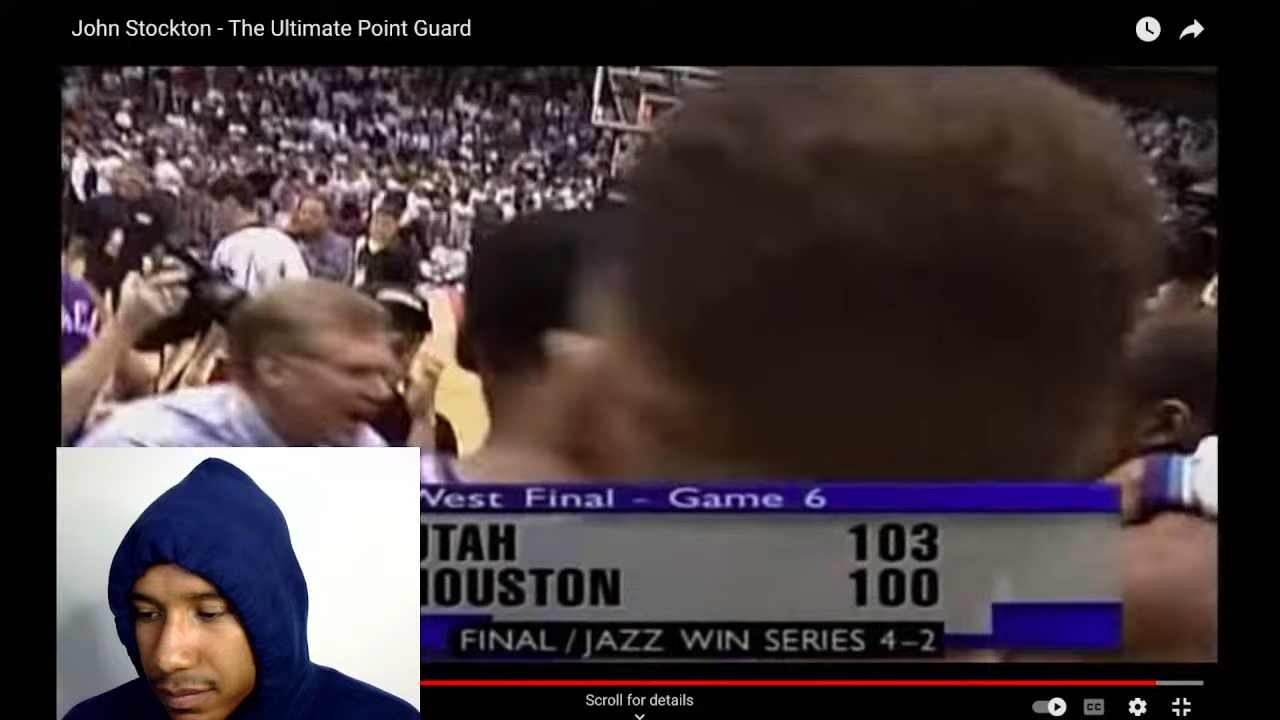 John Stockton - The Ultimate Point Guard
West Final - Game 6
UTAH 103
HOUSTON 100
FINAL / JAZZ WIN SERIES 4-2
Scroll for details
CC